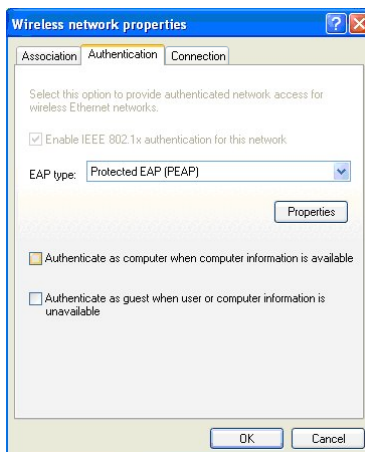 Wireless network properties
Association Authentication Connection
Select this option to provide authenticated network access for
wireless Ethernet networks.
Enable IEEE 802.1x authentication for this network
EAP type: Protected EAP (PEAP)
Properties
Authenticate as computer when computer information is available
Authenticate as guest when user or computer information is
unavailable
OK Cancel